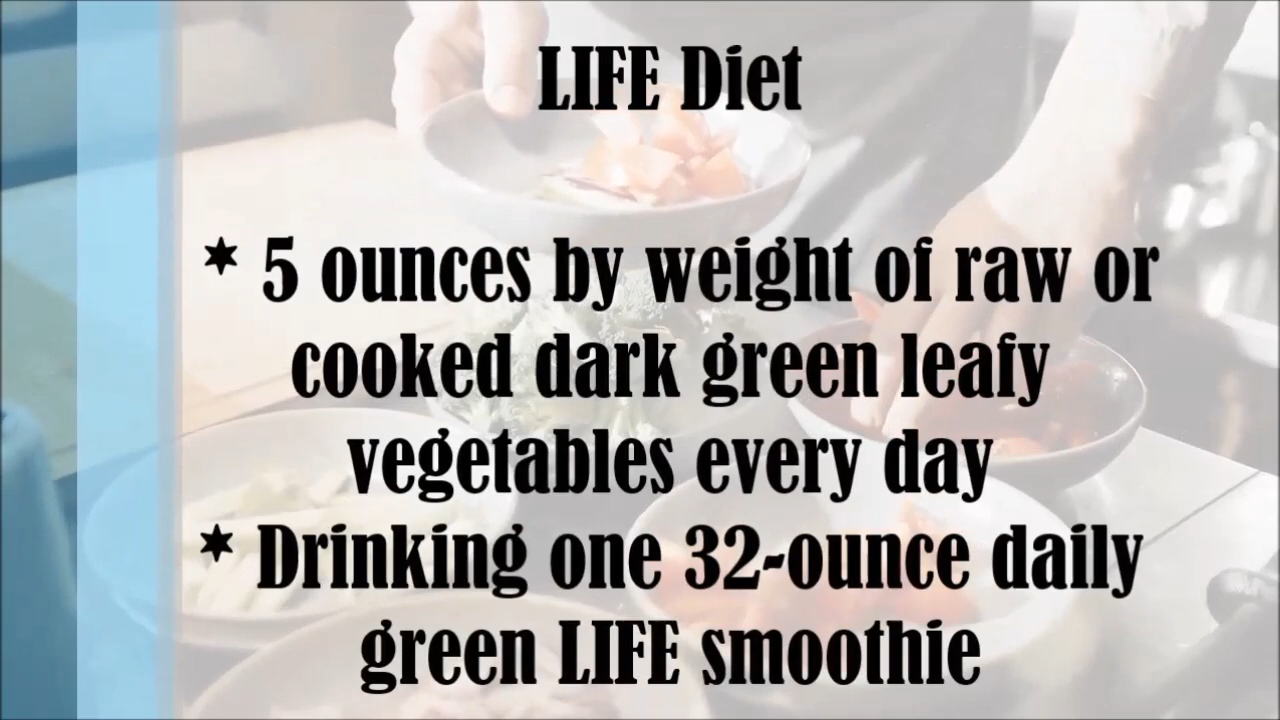 LIFE Diet
* 5 ounces by weight of raw or
cooked dark green leafy
vegetables every day
* Drinking one 32-ounce daily
green LIFE smoothie